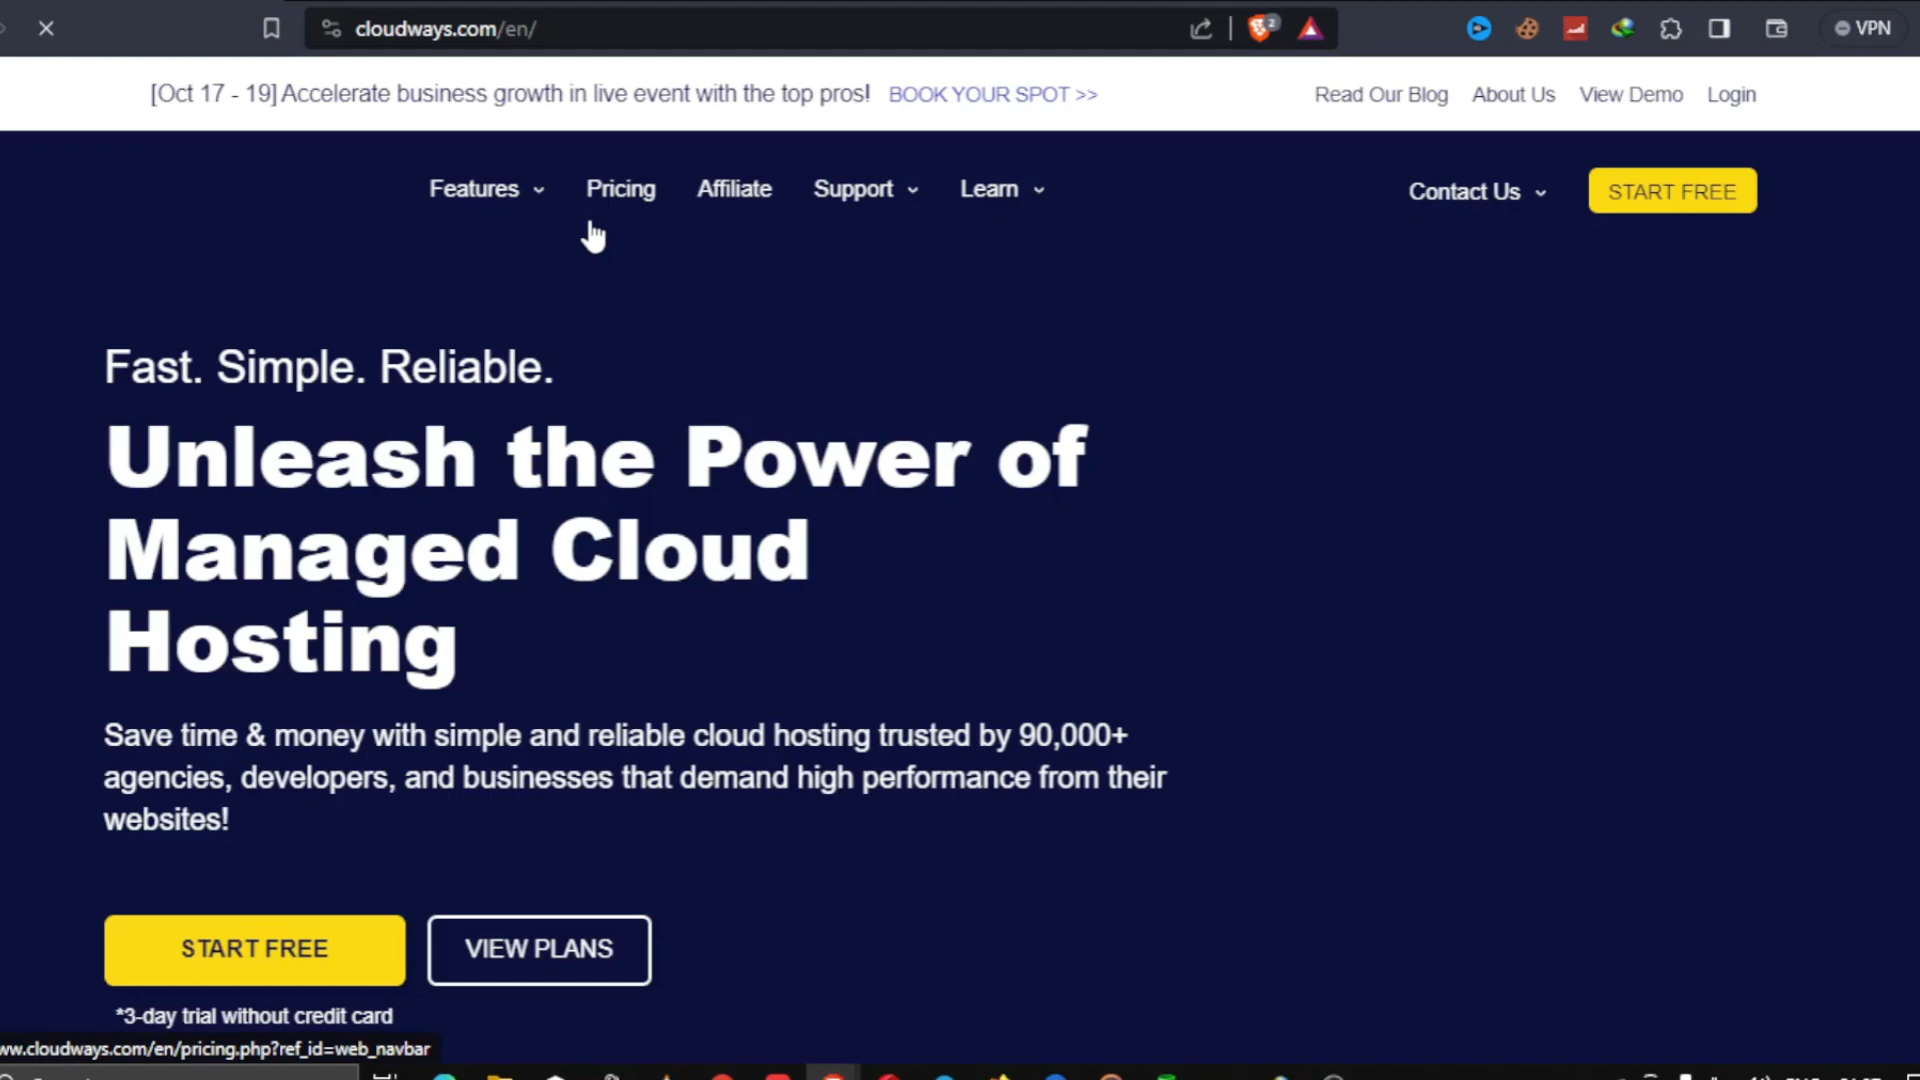 cloudways.com/en/
2
VPN
[Oct 17 - 19] Accelerate business growth in live event with the top pros! BOOK YOUR SPOT >>
Read Our Blog About Us View Demo Login
Features Pricing Affiliate Support Learn Contact Us START FREE
Fast. Simple. Reliable.
Unleash the Power of
Managed Cloud
Hosting
Save time & money with simple and reliable cloud hosting trusted by 90,000+
agencies, developers, and businesses that demand high performance from their
websites!
START FREE VIEW PLANS
*3-day trial without credit card
ww.cloudways.com/en/pricing.php?ref_id=web_navbar